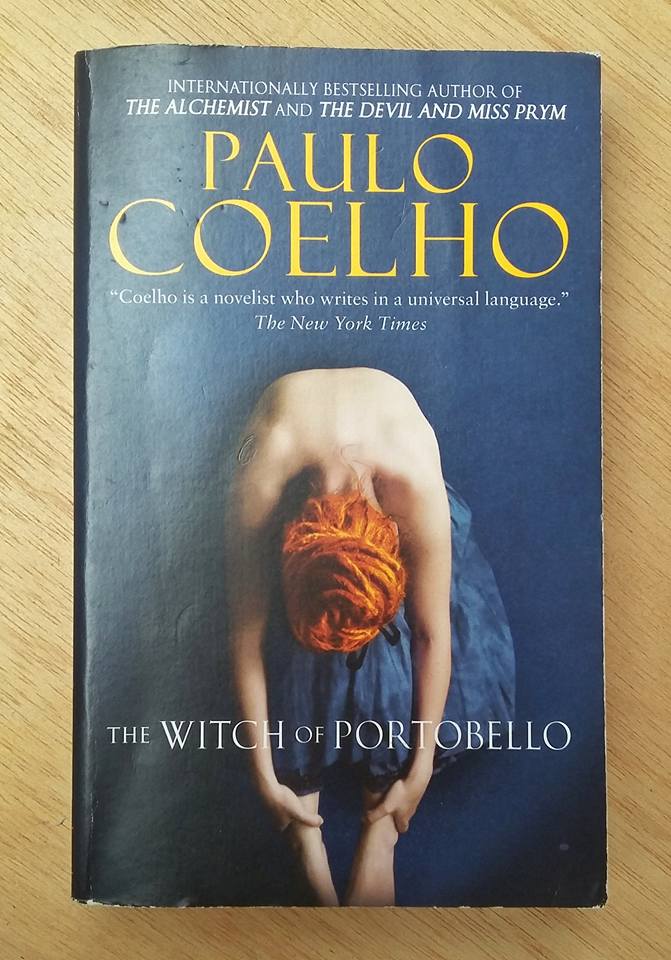 INTERNATIONALLY BESTSELLING AUTHOR OF
THE ALCHEMIST AND THE DEVIL AND MISS PRYM
PAULO
COELHO
“Coelho is a novelist who writes in a universal language.”
The New York Times
THE WITCH OF PORTOBELLO